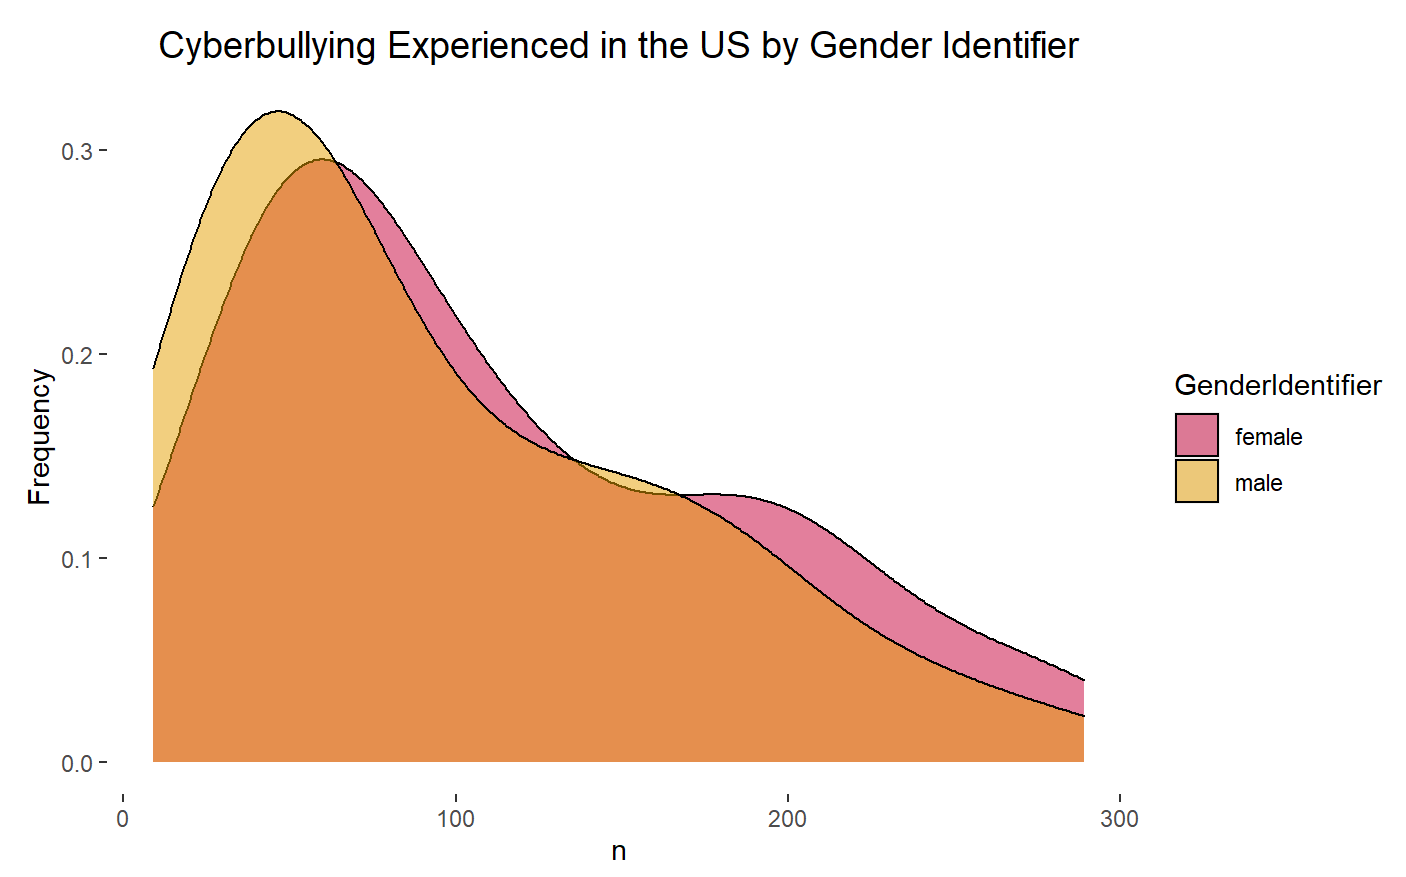 Cyberbullying Experienced in the US by Gender Identifier
0.3
0.2
0.1
0.0
Frequency
0
100
200
300
n
GenderIdentifier
female
male